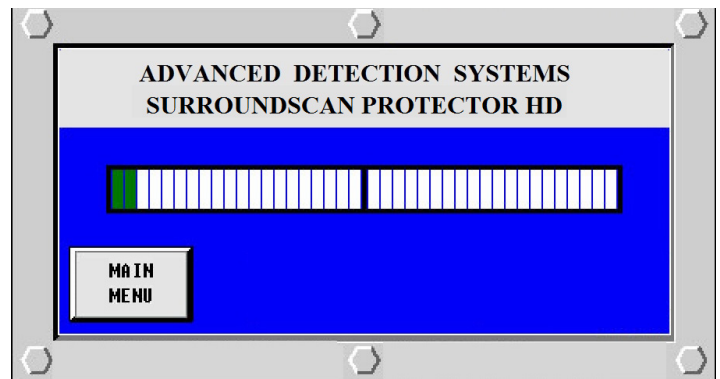 ADVANCED DETECTION SYSTEMS
SURROUNDSCAN PROTECTOR HD
MAIN
MENU